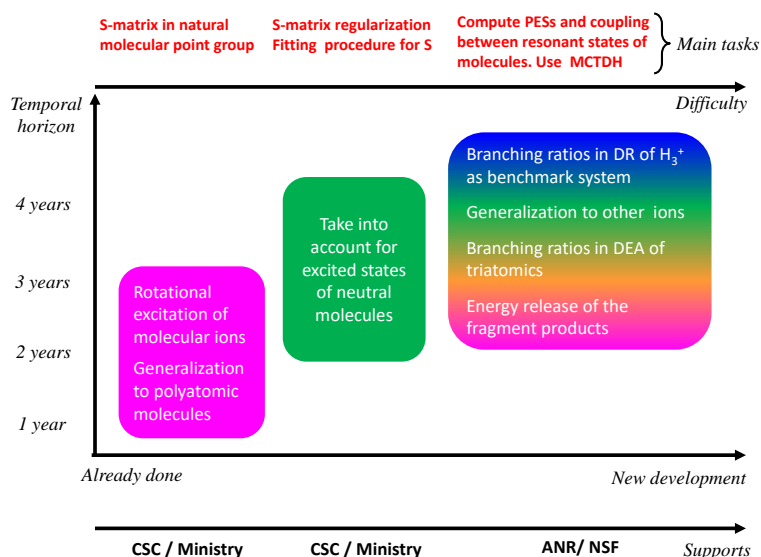 S-matrix in natural
molecular point group
S-matrix regularization
Fitting procedure for S
Compute PESs and coupling
between resonant states of
molecules. Use MCTDH
Main tasks
Temporal
horizon
Difficulty
4 years
3 years
2 years
1 year
Rotational
excitation of
molecular ions
Generalization
to polyatomic
molecules
Take into
account for
excited states
of neutral
molecules
Branching ratios in DR of H₃⁺
as benchmark system
Generalization to other ions
Branching ratios in DEA of
triatomics
Energy release of the
fragment products
Already done
New development
CSC / Ministry
CSC / Ministry
ANR/ NSF
Supports